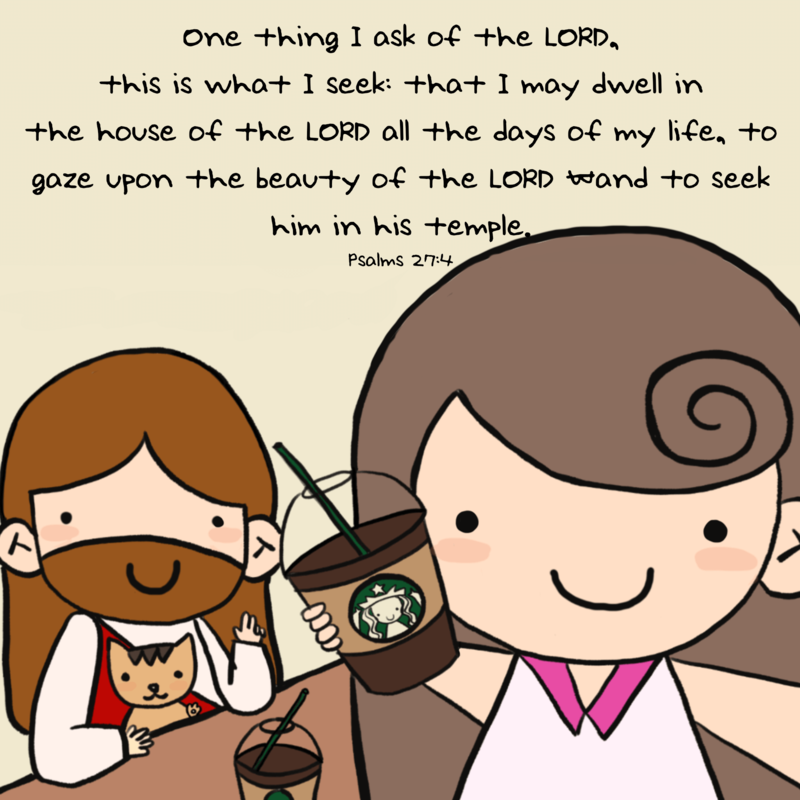 One thing I ask of the LORD,
this is what I seek: that I may dwell in
the house of the LORD all the days of my life, to
gaze upon the beauty of the LORD and to seek
him in his temple.
Psalms 27:4